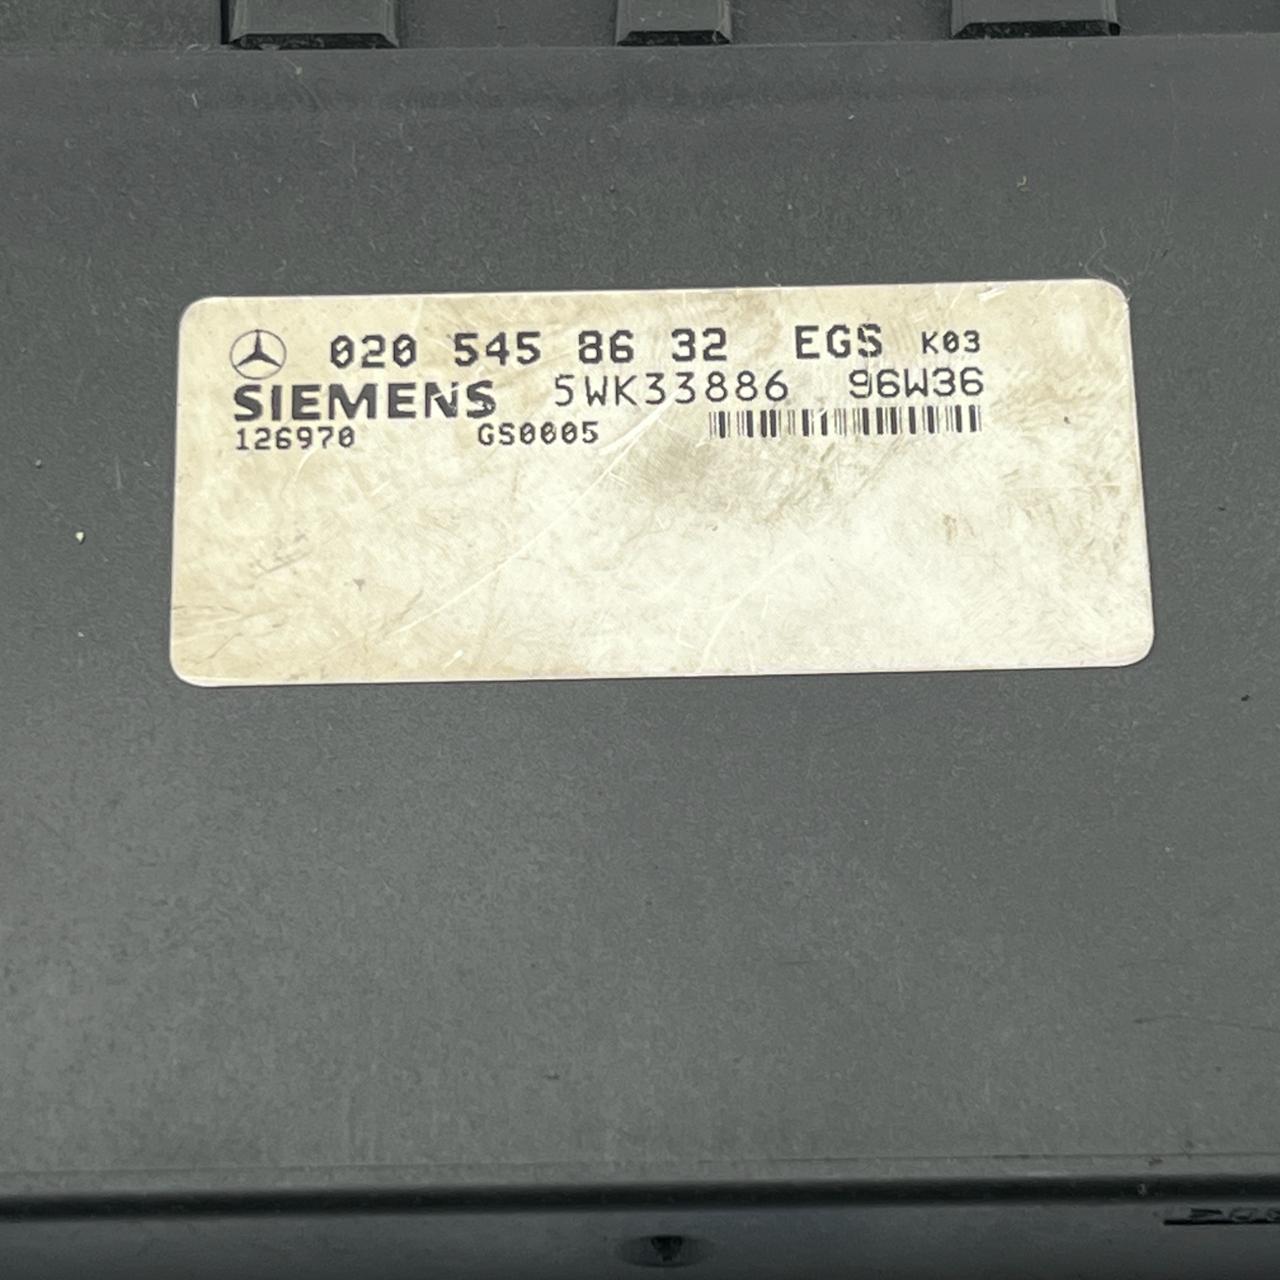 020 545 86 32 EGS K03
SIEMENS 5WK33886 96W36
126970 GS0005